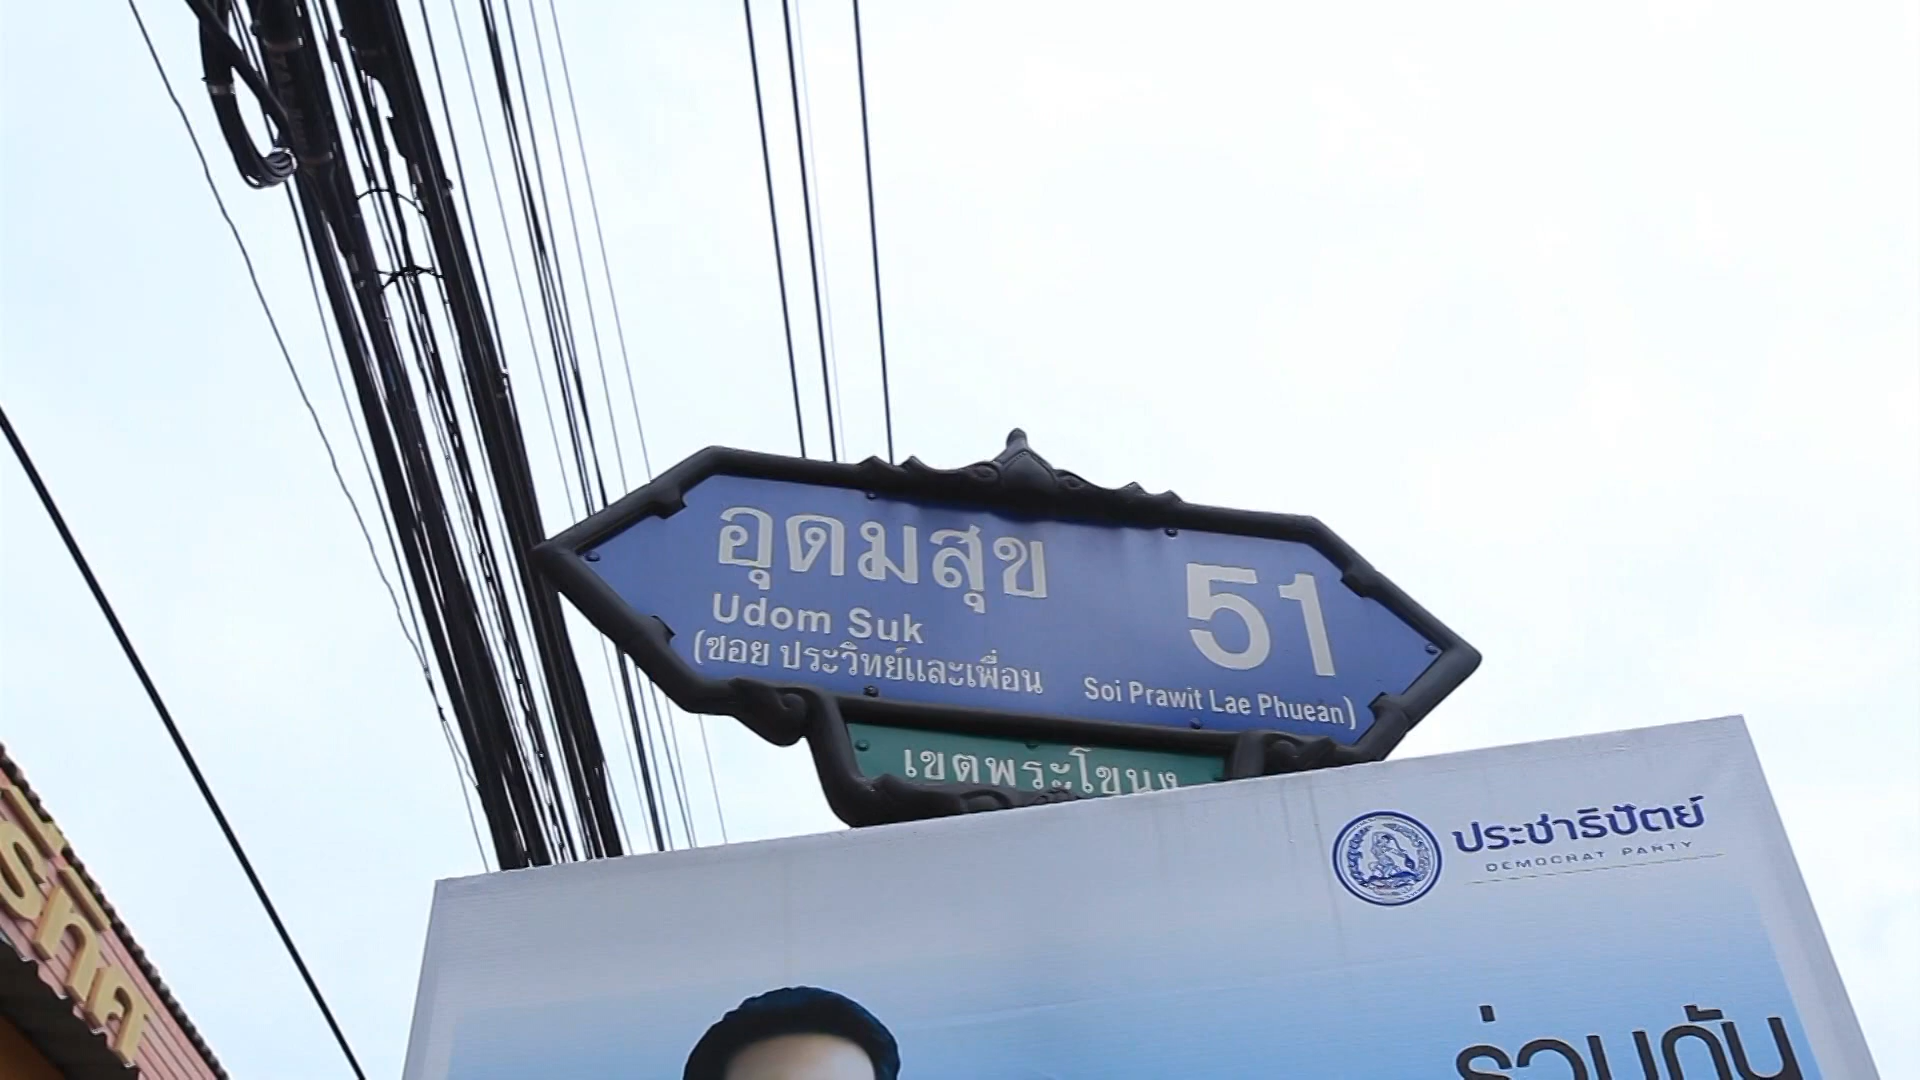 อุดมสุข 51
Udom Suk
(ซอย ประวิทย์และเพื่อน Soi Prawit Lae Phuean)
เขตพระโขนง
ประชาธิปัตย์
DEMOCRAT PARTY
ร่วมกัน